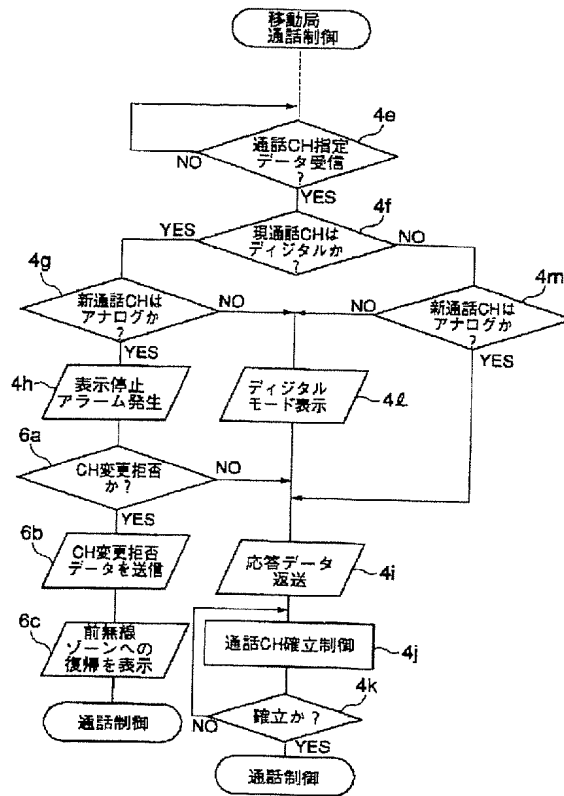 移動局
通話制御
4e
通話CH指定
データ受信
?
NO
YES
4f
現通話CHは
ディジタルか
?
YES
NO
4g
新通話CHは
アナログか
?
NO
YES
4m
新通話CHは
アナログか
?
NO
YES
4h
表示停止
アラーム発生
ディジタル
モード表示
4ℓ
6a
CH変更拒否
か?
NO
YES
6b
CH変更拒否
データを送信
応答データ
返送
4i
6c
前無線
ゾーンへの
復帰を表示
通話CH確立制御
4j
通話制御
4k
確立か?
NO
YES
通話制御